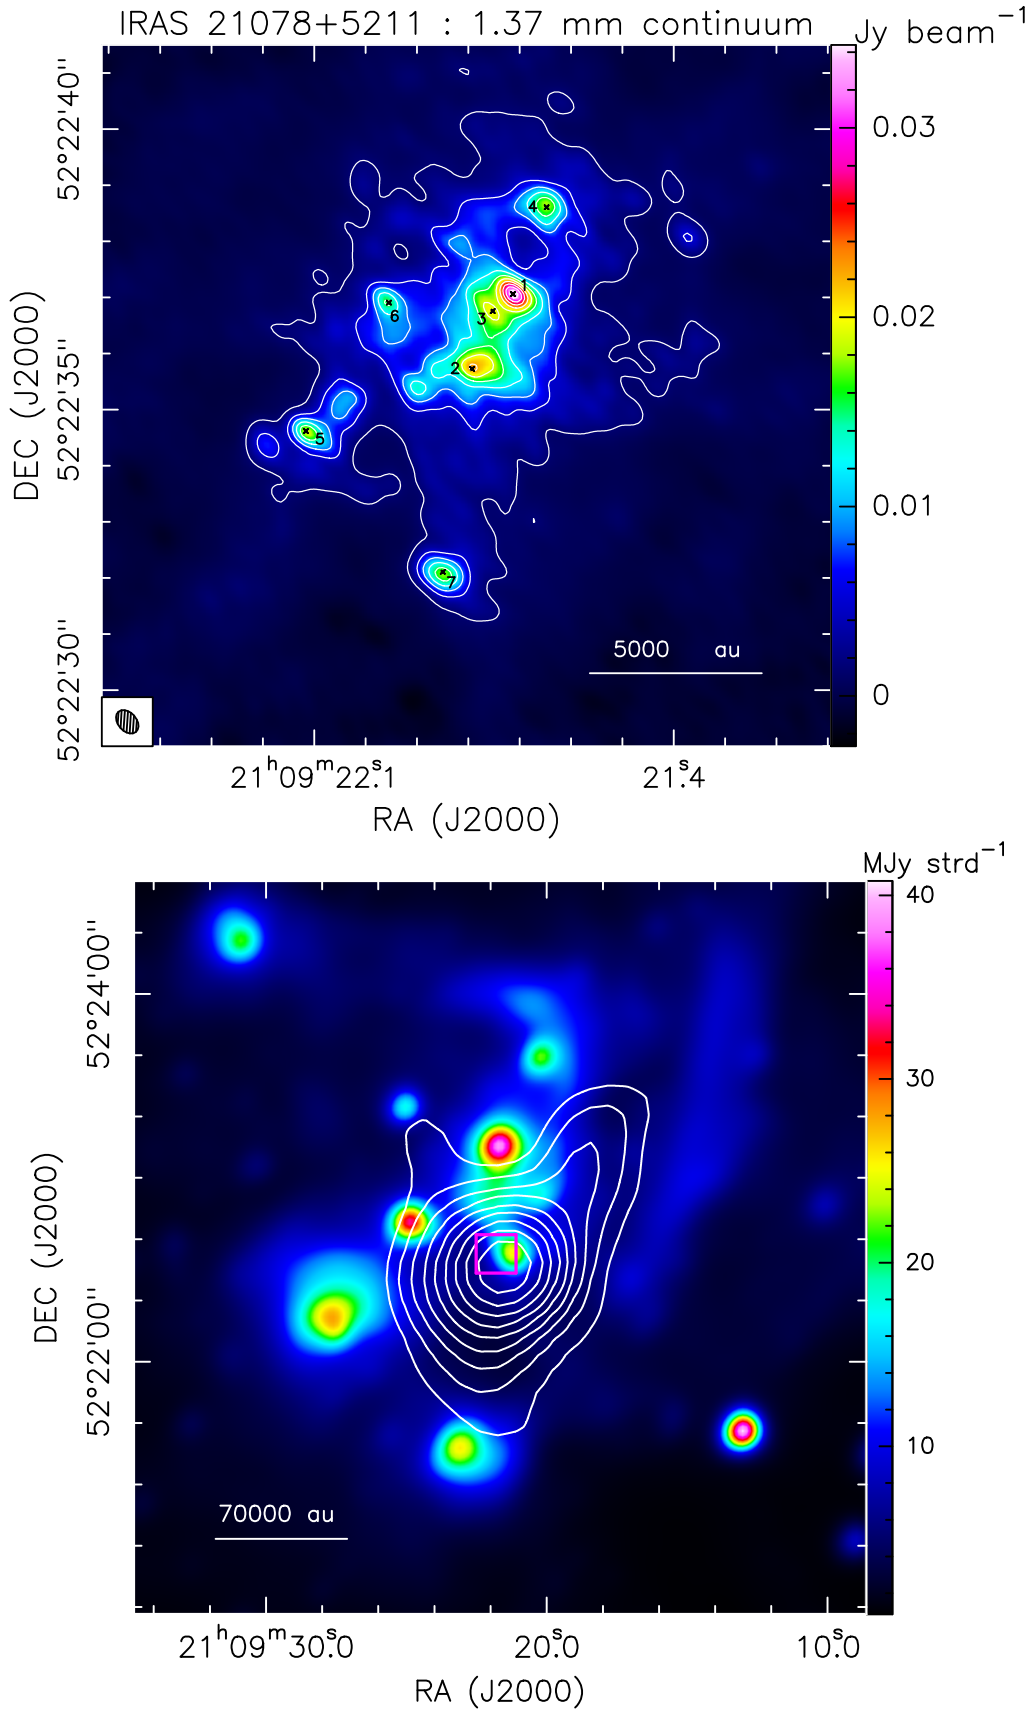 IRAS 21078+5211 : 1.37 mm continuum
Jy beam⁻¹
52°22'40"
0.03
4
1
3
6
0.02
2
52°22'35"
5
DEC (J2000)
0.01
7
5000 au
52°22'30"
0
21ʰ09ᵐ22ˢ.1
21ˢ.4
RA (J2000)
MJy strd⁻¹
40
52°24'00"
30
DEC (J2000)
20
52°22'00"
10
70000 au
21ʰ09ᵐ30ˢ.0
20ˢ.0
10ˢ.0
RA (J2000)